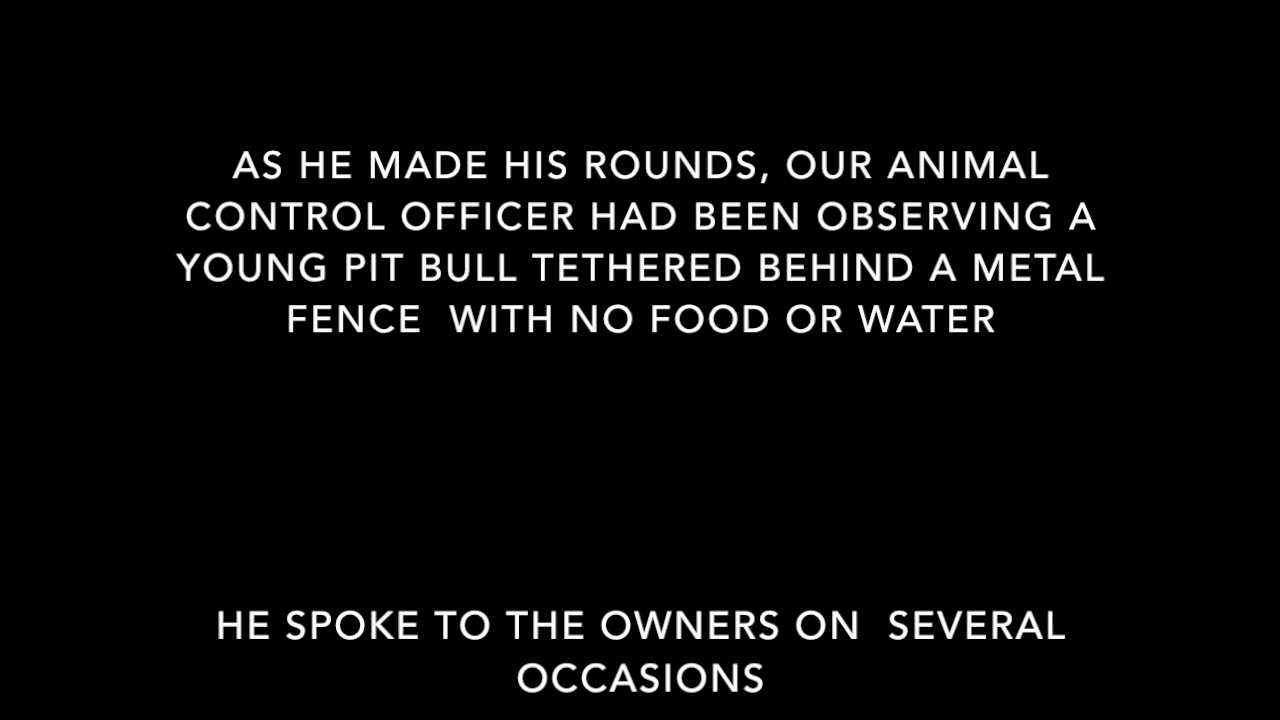 AS HE MADE HIS ROUNDS, OUR ANIMAL
CONTROL OFFICER HAD BEEN OBSERVING A
YOUNG PIT BULL TETHERED BEHIND A METAL
FENCE  WITH NO FOOD OR WATER
HE SPOKE TO THE OWNERS ON  SEVERAL
OCCASIONS